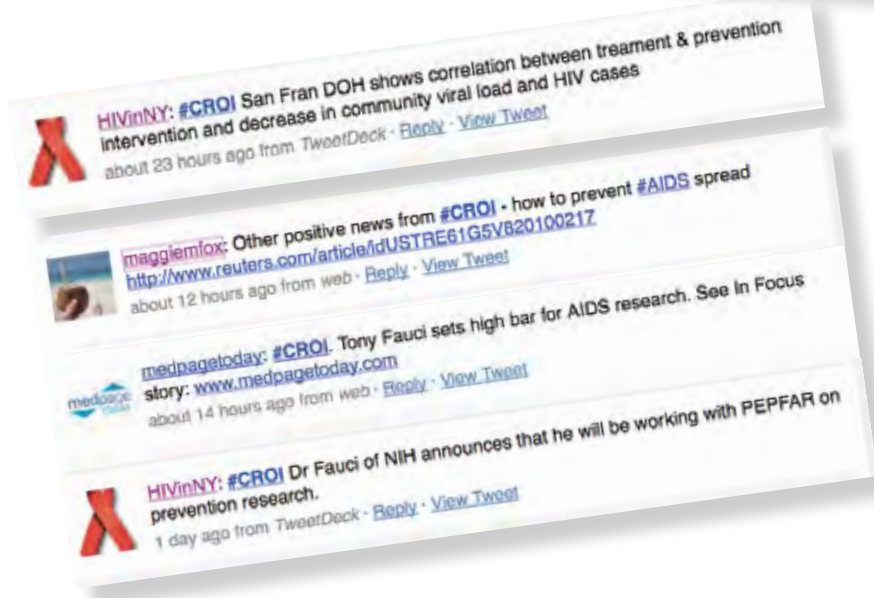 HIVinNY: #CROI San Fran DOH shows correlation between treament & prevention
intervention and decrease in community viral load and HIV cases
about 23 hours ago from TweetDeck · Reply · View Tweet
maggiemfox: Other positive news from #CROI - how to prevent #AIDS spread
http://www.reuters.com/article/idUSTRE61G5V820100217
about 12 hours ago from web · Reply · View Tweet
medpagetoday: #CROI. Tony Fauci sets high bar for AIDS research. See In Focus
story: www.medpagetoday.com
about 14 hours ago from web · Reply · View Tweet
medpage
HIVinNY: #CROI Dr Fauci of NIH announces that he will be working with PEPFAR on
prevention research.
1 day ago from TweetDeck · Reply · View Tweet